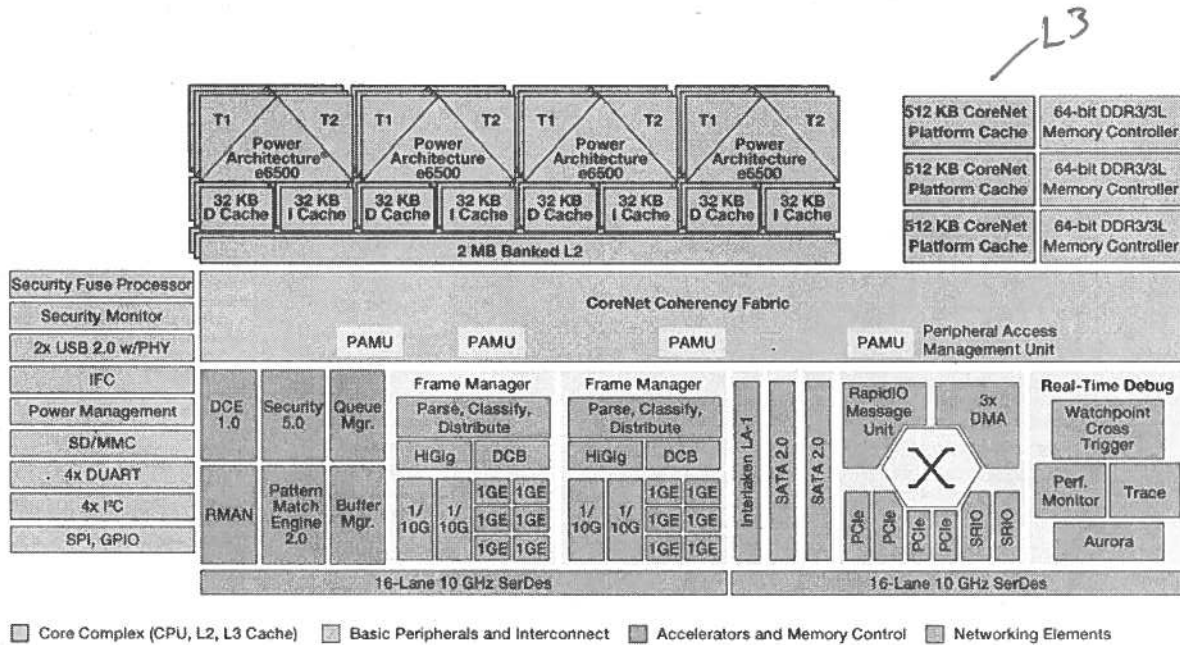 L3
T1 T2 T1 T2 T1 T2 T1 T2
Power Architecture® e6500
Power Architecture e6500
Power Architecture e6500
Power Architecture e6500
32 KB D Cache
32 KB I Cache
32 KB D Cache
32 KB I Cache
32 KB D Cache
32 KB I Cache
32 KB D Cache
32 KB I Cache
2 MB Banked L2
512 KB CoreNet
Platform Cache
64-bit DDR3/3L
Memory Controller
512 KB CoreNet
Platform Cache
64-bit DDR3/3L
Memory Controller
512 KB CoreNet
Platform Cache
64-bit DDR3/3L
Memory Controller
Security Fuse Processor
Security Monitor
2x USB 2.0 w/PHY
IFC
Power Management
SD/MMC
4x DUART
4x I²C
SPI, GPIO
CoreNet Coherency Fabric
PAMU
PAMU
PAMU
PAMU
Peripheral Access
Management Unit
DCE
1.0
Security
5.0
Queue
Mgr.
RMAN
Pattern
Match
Engine
2.0
Buffer
Mgr.
Frame Manager
Parse, Classify,
Distribute
HiGig
DCB
1/
10G
1/
10G
1GE 1GE
1GE 1GE
1GE 1GE
Frame Manager
Parse, Classify,
Distribute
HiGig
DCB
1/
10G
1/
10G
1GE 1GE
1GE 1GE
1GE 1GE
Interlaken LA-1
SATA 2.0
SATA 2.0
RapidIO
Message
Unit
3x
DMA
PCIe
PCIe
PCIe
PCIe
SRIO
SRIO
Real-Time Debug
Watchpoint
Cross
Trigger
Perf.
Monitor
Trace
Aurora
16-Lane 10 GHz SerDes
16-Lane 10 GHz SerDes
Core Complex (CPU, L2, L3 Cache)
Basic Peripherals and Interconnect
Accelerators and Memory Control
Networking Elements